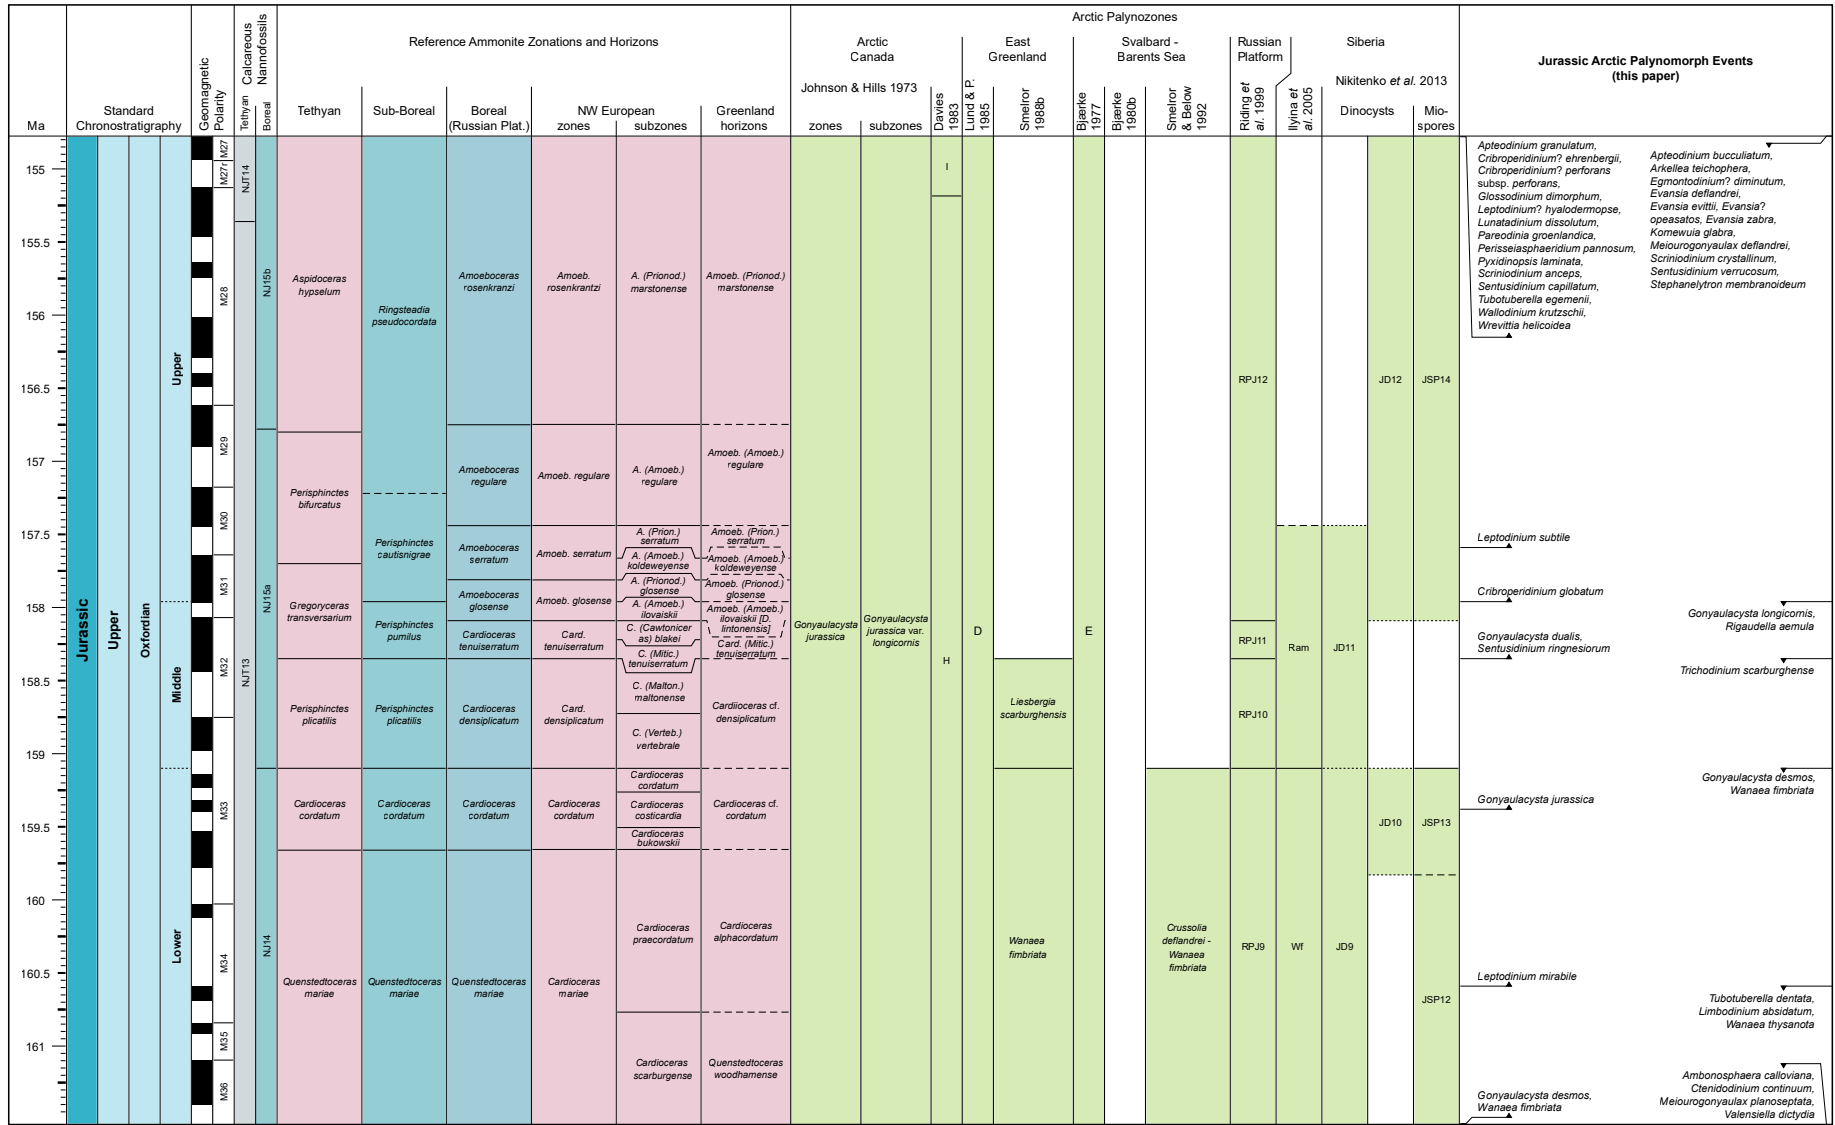 Ma
Standard
Chronostratigraphy
Geomagnetic
Polarity
Calcareous
Nannofossils
Tethyan
Boreal
Reference Ammonite Zonations and Horizons
Tethyan
Sub-Boreal
Boreal
(Russian Plat.)
NW European
zones
subzones
Greenland
horizons
Arctic Palynozones
Arctic
Canada
Johnson & Hills 1973
zones
subzones
Davies
1983
Lund & P.
1985
East
Greenland
Smelror
1988b
Svalbard -
Barents Sea
Bjærke
1977
Bjærke
1980b
Smelror
& Below
1992
Russian
Platform
Riding et
al. 1999
Siberia
Ilyina et
al. 2005
Nikitenko et al. 2013
Dinocysts
Mio-
spores
Jurassic Arctic Palynomorph Events
(this paper)
155
155.5
156
156.5
157
157.5
158
158.5
159
159.5
160
160.5
161
Jurassic
Upper
Oxfordian
Upper
Middle
Lower
M27
M27r
M28
M29
M30
M31
M32
M33
M34
M35
M36
NJT14
NJT13
NJ15b
NJ15a
NJ14
Aspidoceras
hypselum
Perisphinctes
bifurcatus
Gregoryceras
transversarium
Perisphinctes
plicatilis
Cardioceras
cordatum
Quenstedtoceras
mariae
Ringsteadia
pseudocordata
Perisphinctes
cautisnigrae
Perisphinctes
pumilus
Perisphinctes
plicatilis
Cardioceras
cordatum
Quenstedtoceras
mariae
Amoeboceras
rosenkranzi
Amoeboceras
regulare
Amoeboceras
serratum
Amoeboceras
glosense
Cardioceras
tenuiserratum
Cardioceras
densiplicatum
Cardioceras
cordatum
Quenstedtoceras
mariae
Amoeb.
rosenkrantzi
Amoeb. regulare
Amoeb. serratum
Amoeb. glosense
Card.
tenuiserratum
Card.
densiplicatum
Cardioceras
cordatum
Cardioceras
mariae
A. (Prionod.)
marstonense
A. (Amoeb.)
regulare
A. (Prion.)
serratum
A. (Amoeb.)
koldeweyense
A. (Prionod.)
glosense
A. (Amoeb.)
ilovaiskii
C. (Cawtonicer
as) blakei
C. (Mitic.)
tenuiserratum
C. (Malton.)
maltonense
C. (Verteb.)
vertebrale
Cardioceras
cordatum
Cardioceras
costicardia
Cardioceras
bukowskii
Cardioceras
praecordatum
Cardioceras
scarburgense
Amoeb. (Prionod.)
marstonense
Amoeb. (Amoeb.)
regulare
Amoeb. (Prion.)
serratum
Amoeb. (Amoeb.)
koldeweyense
Amoeb. (Prionod.)
glosense
Amoeb. (Amoeb.)
ilovaiskii [D.
lintonensis]
Card. (Mitic.)
tenuiserratum
Cardiioceras cf.
densiplicatum
Cardioceras cf.
cordatum
Cardioceras
alphacordatum
Quenstedtoceras
woodhamense
Gonyaulacysta
jurassica
Gonyaulacysta
jurassica var.
longicornis
I
H
D
Liesbergia
scarburghensis
Wanaea
fimbriata
E
Crussolia
deflandrei -
Wanaea
fimbriata
RPJ12
RPJ11
RPJ10
RPJ9
Ram
Wf
JD11
JD9
JD12
JD10
JSP14
JSP13
JSP12
Apteodinium granulatum,
Cribroperidinium? ehrenbergii,
Cribroperidinium? perforans
subsp. perforans,
Glossodinium dimorphum,
Leptodinium? hyalodermopse,
Lunatadinium dissolutum,
Pareodinia groenlandica,
Perisseiasphaeridium pannosum,
Pyxidinopsis laminata,
Scriniodinium anceps,
Sentusidinium capillatum,
Tubotuberella egemenii,
Wallodinium krutzschii,
Wrevittia helicoidea
Apteodinium bucculiatum,
Arkellea teichophera,
Egmontodinium? diminutum,
Evansia deflandrei,
Evansia evittii, Evansia?
opeasatos, Evansia zabra,
Komewuia glabra,
Meiourogonyaulax deflandrei,
Scriniodinium crystallinum,
Sentusidinium verrucosum,
Stephanelytron membranoideum
Leptodinium subtile
Cribroperidinium globatum
Gonyaulacysta longicornis,
Rigaudella aemula
Gonyaulacysta dualis,
Sentusidinium ringnesiorum
Trichodinium scarburghense
Gonyaulacysta desmos,
Wanaea fimbriata
Gonyaulacysta jurassica
Leptodinium mirabile
Tubotuberella dentata,
Limbodinium absidatum,
Wanaea thysanota
Ambonosphaera calloviana,
Ctenidodinium continuum,
Meiourogonyaulax planoseptata,
Valensiella dictydia
Gonyaulacysta desmos,
Wanaea fimbriata